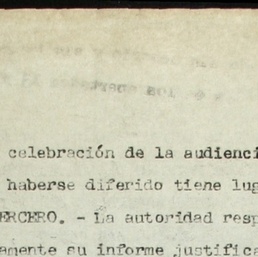 celebración de la audienci
haberse diferido tiene lug
ERCERO. - La autoridad resp
amente su informe justifica